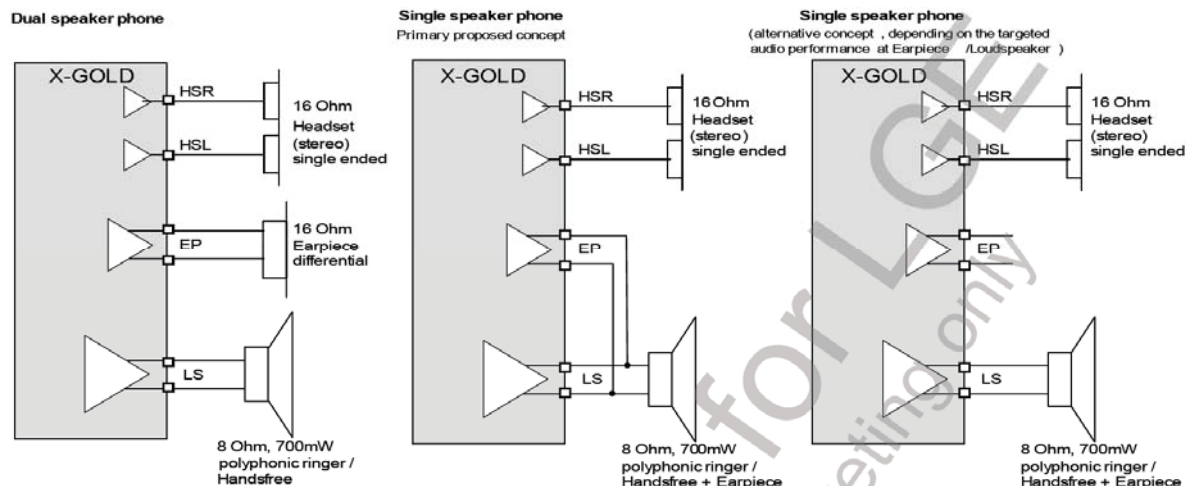 Dual speaker phone
X-GOLD
HSR
HSL
16 Ohm
Headset
(stereo)
single ended
EP
16 Ohm
Earpiece
differential
LS
8 Ohm, 700mW
polyphonic ringer /
Handsfree
Single speaker phone
Primary proposed concept
X-GOLD
HSR
HSL
16 Ohm
Headset
(stereo)
single ended
EP
LS
8 Ohm, 700mW
polyphonic ringer /
Handsfree + Earpiece
Single speaker phone
(alternative concept , depending on the targeted
audio performance at Earpiece /Loudspeaker )
X-GOLD
HSR
HSL
16 Ohm
Headset
(stereo)
single ended
EP
LS
8 Ohm, 700mW
polyphonic ringer /
Handsfree + Earpiece
for LGE
only